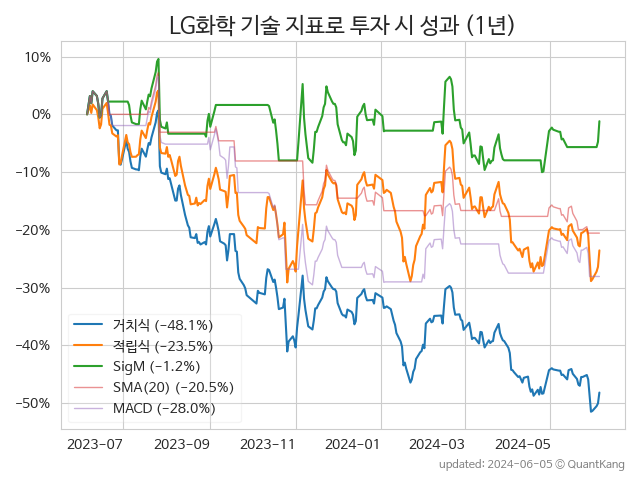 LG화학 기술 지표로 투자 시 성과 (1년)
10%
0%
−10%
−20%
−30%
−40%
−50%
거치식 (−48.1%)
적립식 (−23.5%)
SigM (−1.2%)
SMA(20) (−20.5%)
MACD (−28.0%)
2023-07
2023-09
2023-11
2024-01
2024-03
2024-05
updated: 2024-06-05 © QuantKang